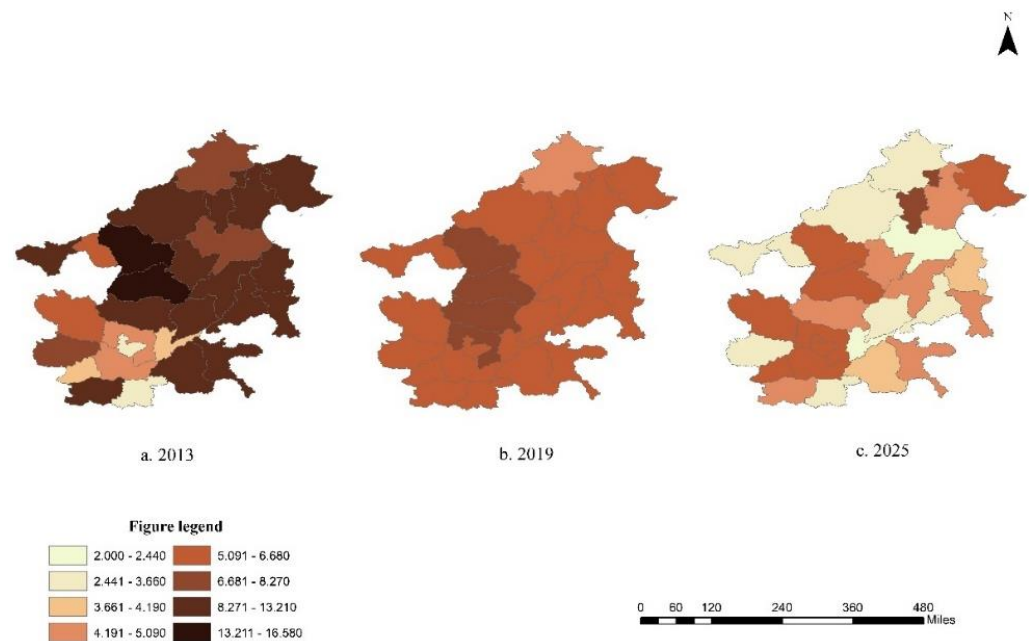 N
a. 2013
b. 2019
c. 2025
Figure legend
2.000 - 2.440
5.091 - 6.680
2.441 - 3.660
6.681 - 8.270
3.661 - 4.190
8.271 - 13.210
4.191 - 5.090
13.211 - 16.580
0 60 120 240 360 480
Miles